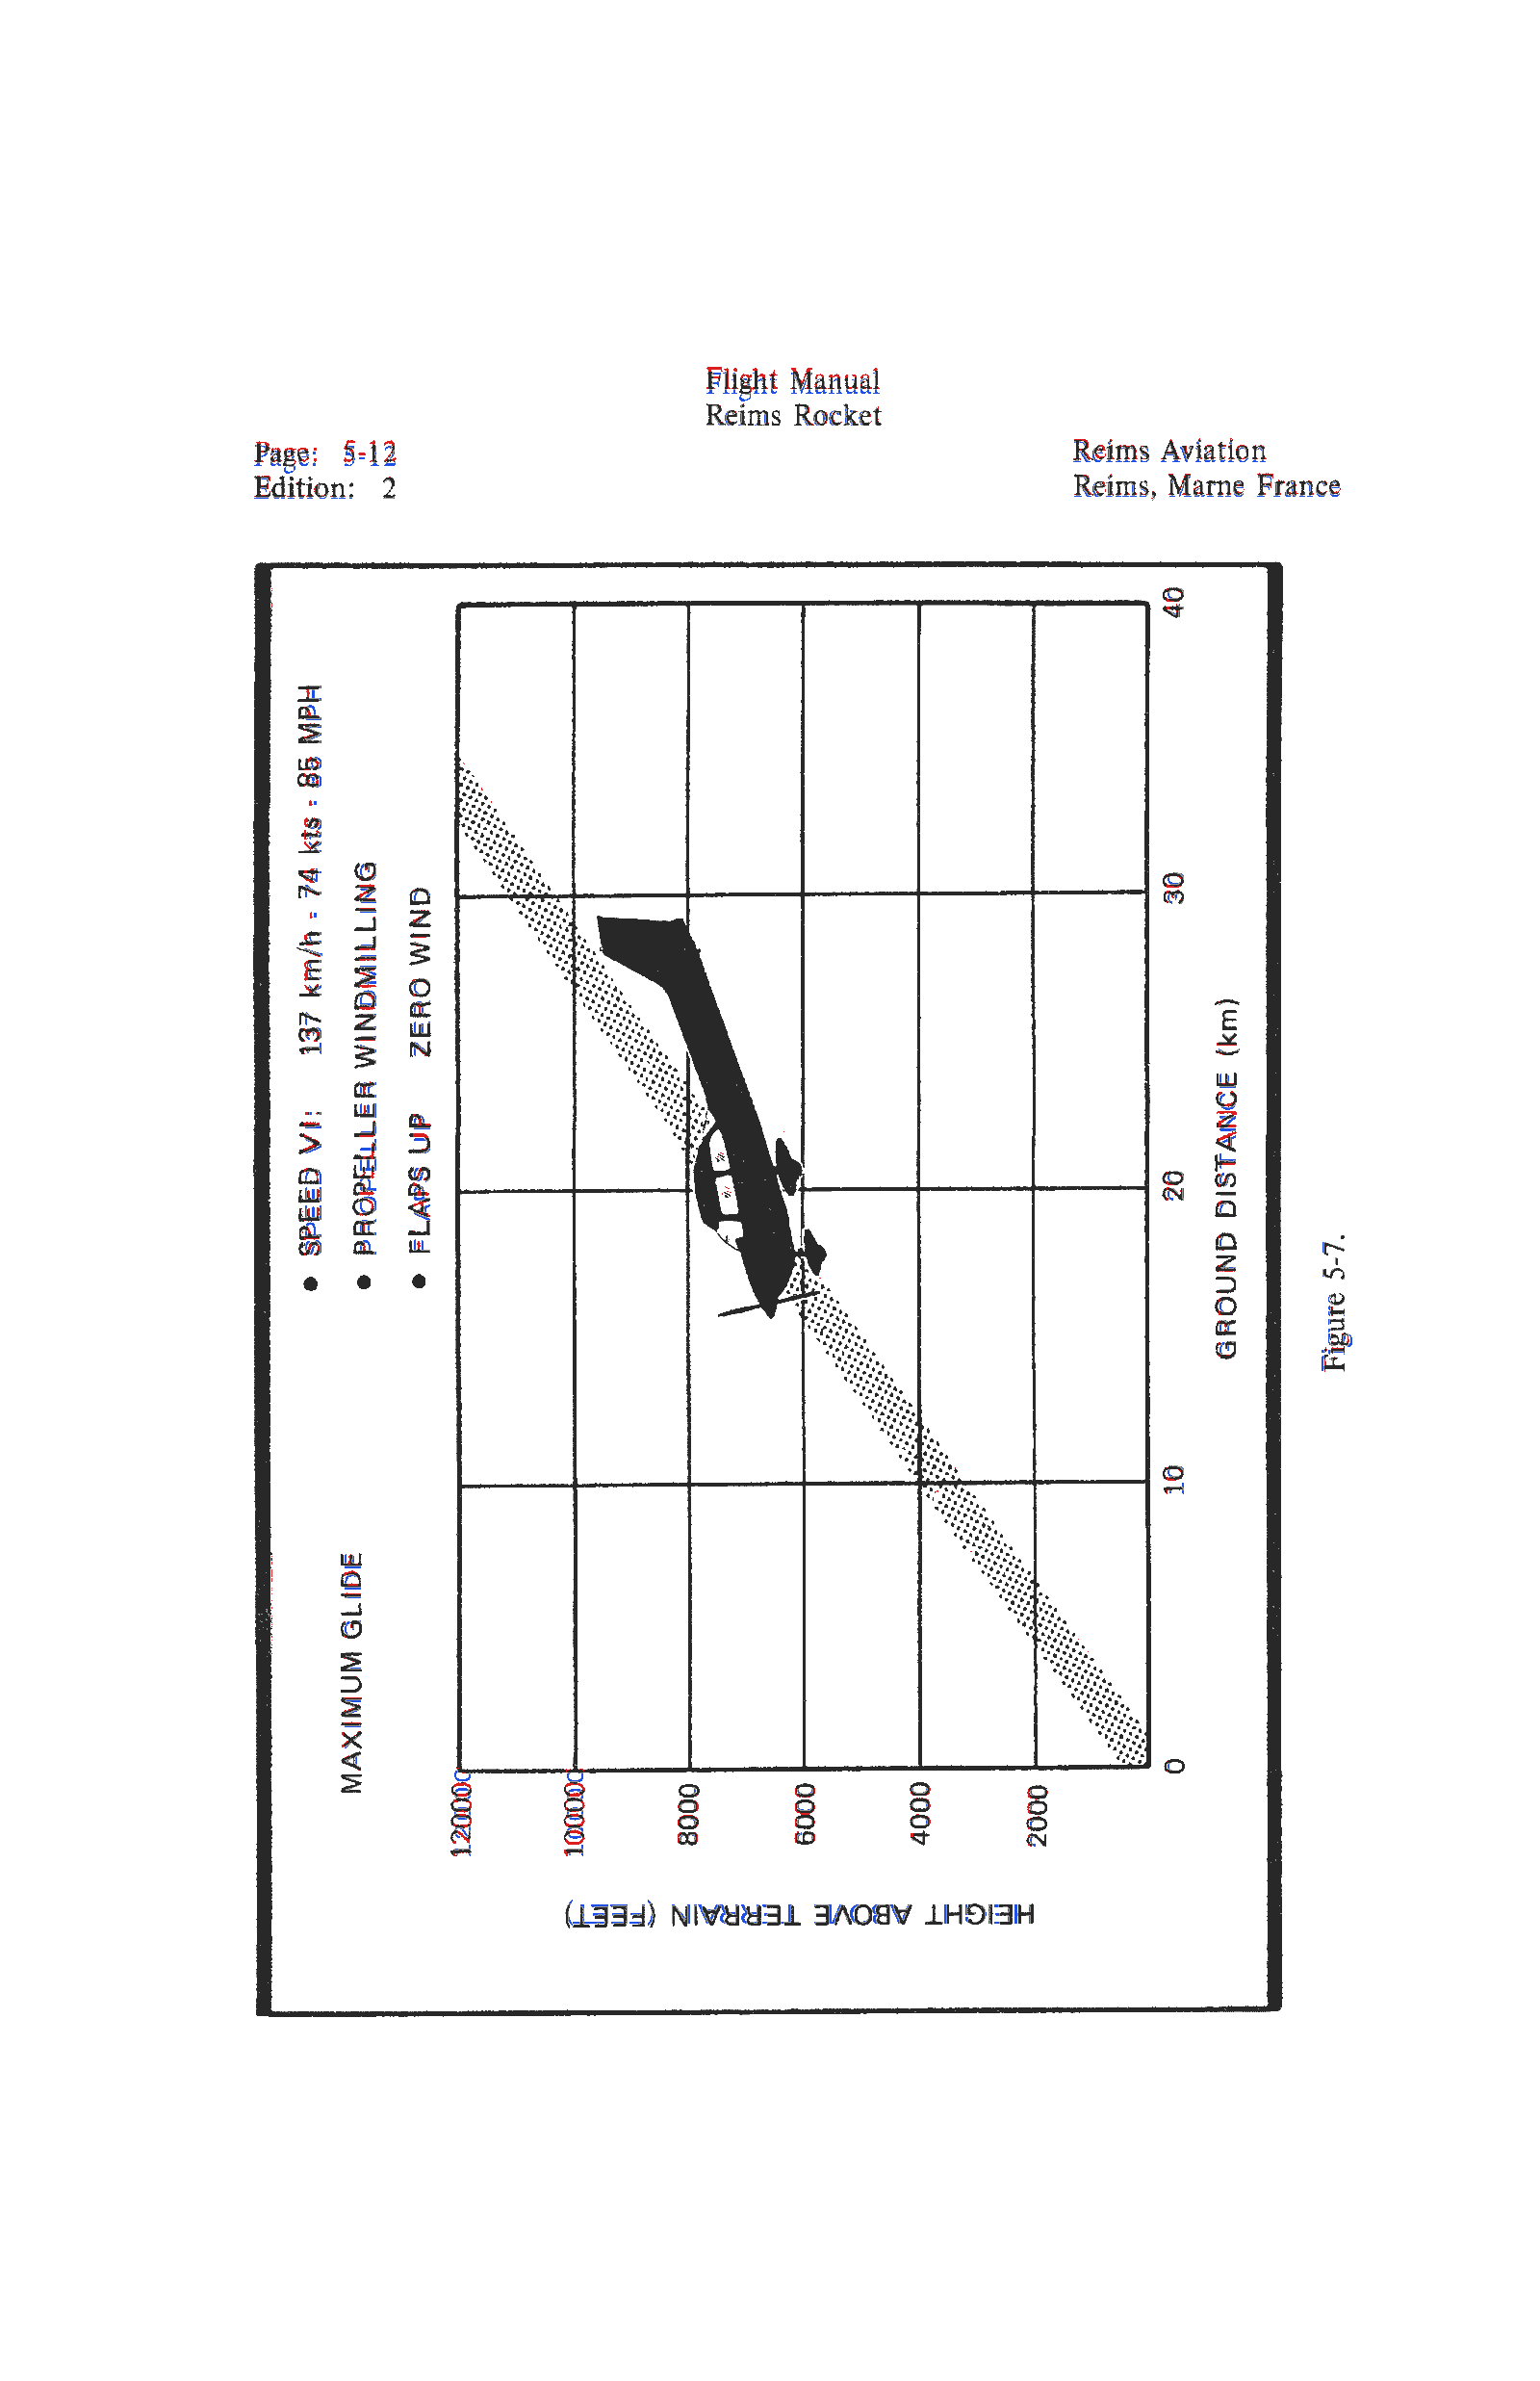 Flight Manual
Reims Rocket
Page: 5-12
Edition: 2
Reims Aviation
Reims, Marne France
MAXIMUM GLIDE
● SPEED VI: 137 km/h - 74 kts - 85 MPH
● PROPELLER WINDMILLING
● FLAPS UP ZERO WIND
HEIGHT ABOVE TERRAIN (FEET)
12000
10000
8000
6000
4000
2000
0 10 20 30 40
GROUND DISTANCE (km)
Figure 5-7.